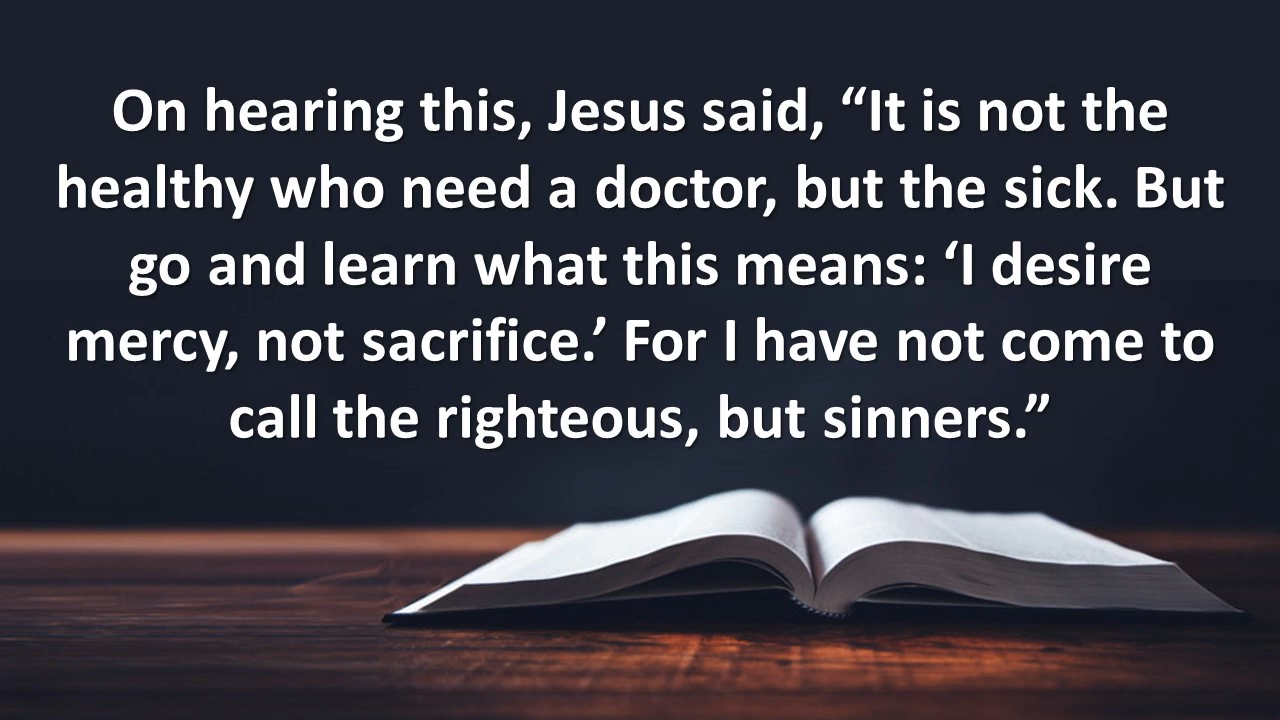 On hearing this, Jesus said, “It is not the
healthy who need a doctor, but the sick. But
go and learn what this means: ‘I desire
mercy, not sacrifice.’ For I have not come to
call the righteous, but sinners.”